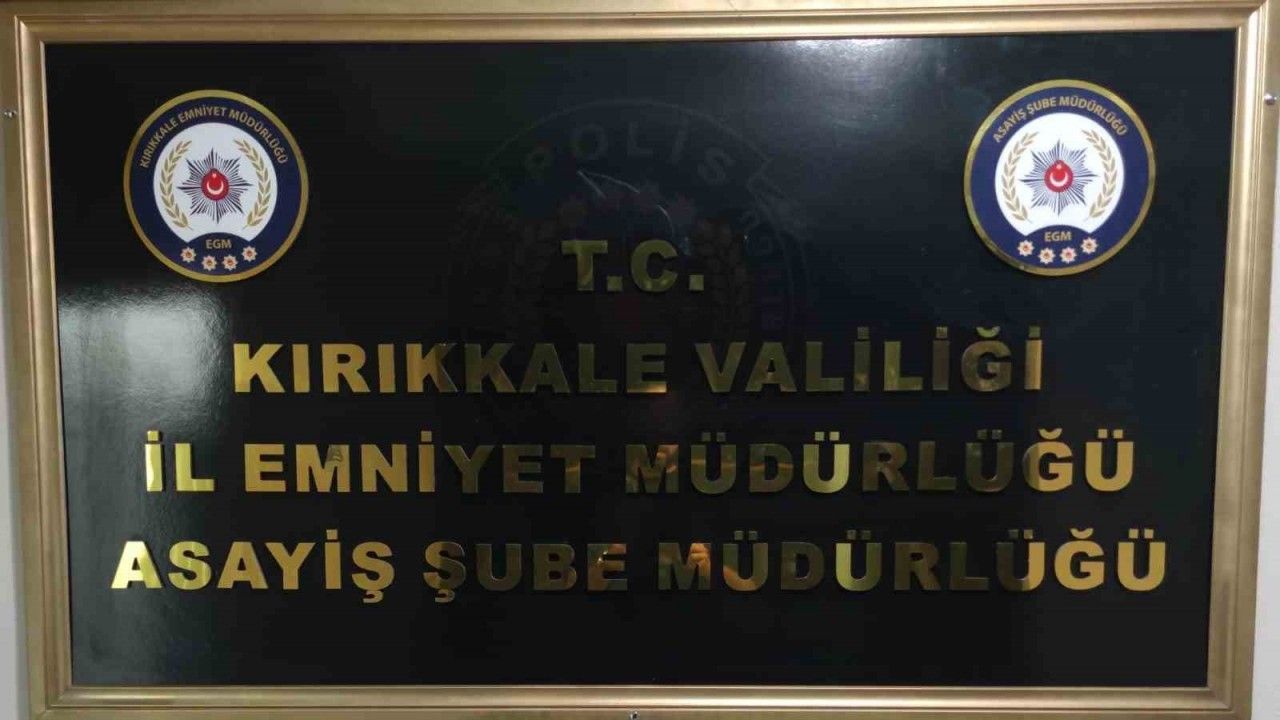 KIRIKKALE EMNİYET MÜDÜRLÜĞÜ
EGM
ASAYİŞ ŞUBE MÜDÜRLÜĞÜ
EGM
POLİS
T.C.
KIRIKKALE VALİLİĞİ
İL EMNİYET MÜDÜRLÜĞÜ
ASAYİŞ ŞUBE MÜDÜRLÜĞÜ